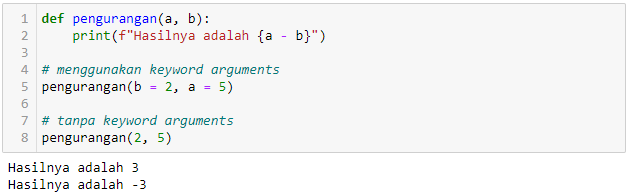 1 def pengurangan(a, b):
2     print(f"Hasilnya adalah {a - b}")
3
4 # menggunakan keyword arguments
5 pengurangan(b = 2, a = 5)
6
7 # tanpa keyword arguments
8 pengurangan(2, 5)
Hasilnya adalah 3
Hasilnya adalah -3